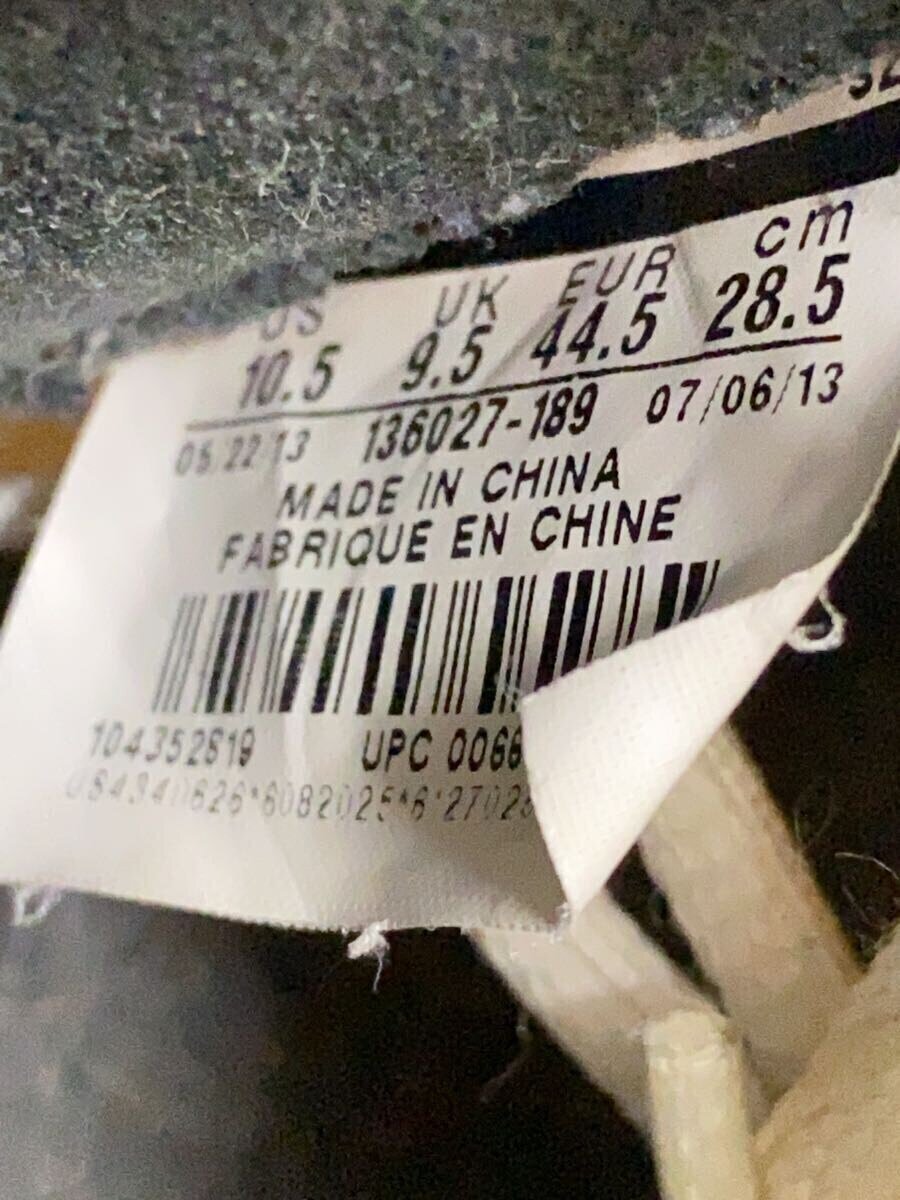 US UK EUR cm
10.5 9.5 44.5 28.5
05/22/13 136027-189 07/06/13
MADE IN CHINA
FABRIQUE EN CHINE
104352819 UPC 0066